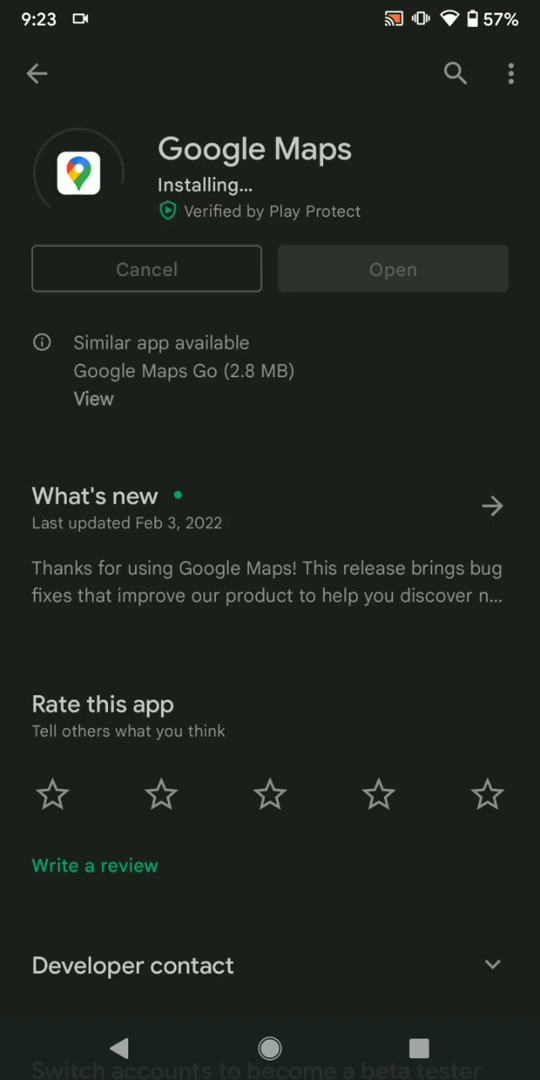 9:23
57%
Google Maps
Installing...
Verified by Play Protect
Cancel
Open
Similar app available
Google Maps Go (2.8 MB)
View
What's new
Last updated Feb 3, 2022
Thanks for using Google Maps! This release brings bug
fixes that improve our product to help you discover n...
Rate this app
Tell others what you think
Write a review
Developer contact
Switch accounts to become a beta tester